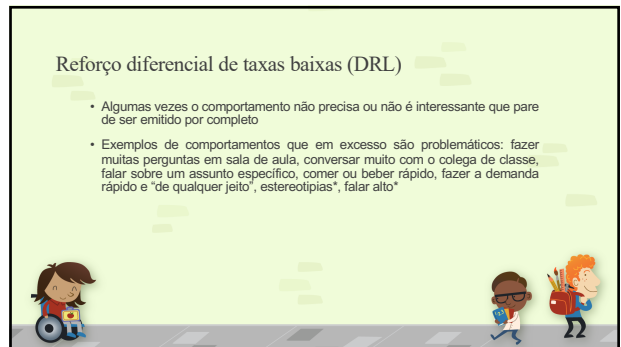 Reforço diferencial de taxas baixas (DRL)
• Algumas vezes o comportamento não precisa ou não é interessante que pare
de ser emitido por completo
• Exemplos de comportamentos que em excesso são problemáticos: fazer
muitas perguntas em sala de aula, conversar muito com o colega de classe,
falar sobre um assunto específico, comer ou beber rápido, fazer a demanda
rápido e “de qualquer jeito”, estereotipias*, falar alto*